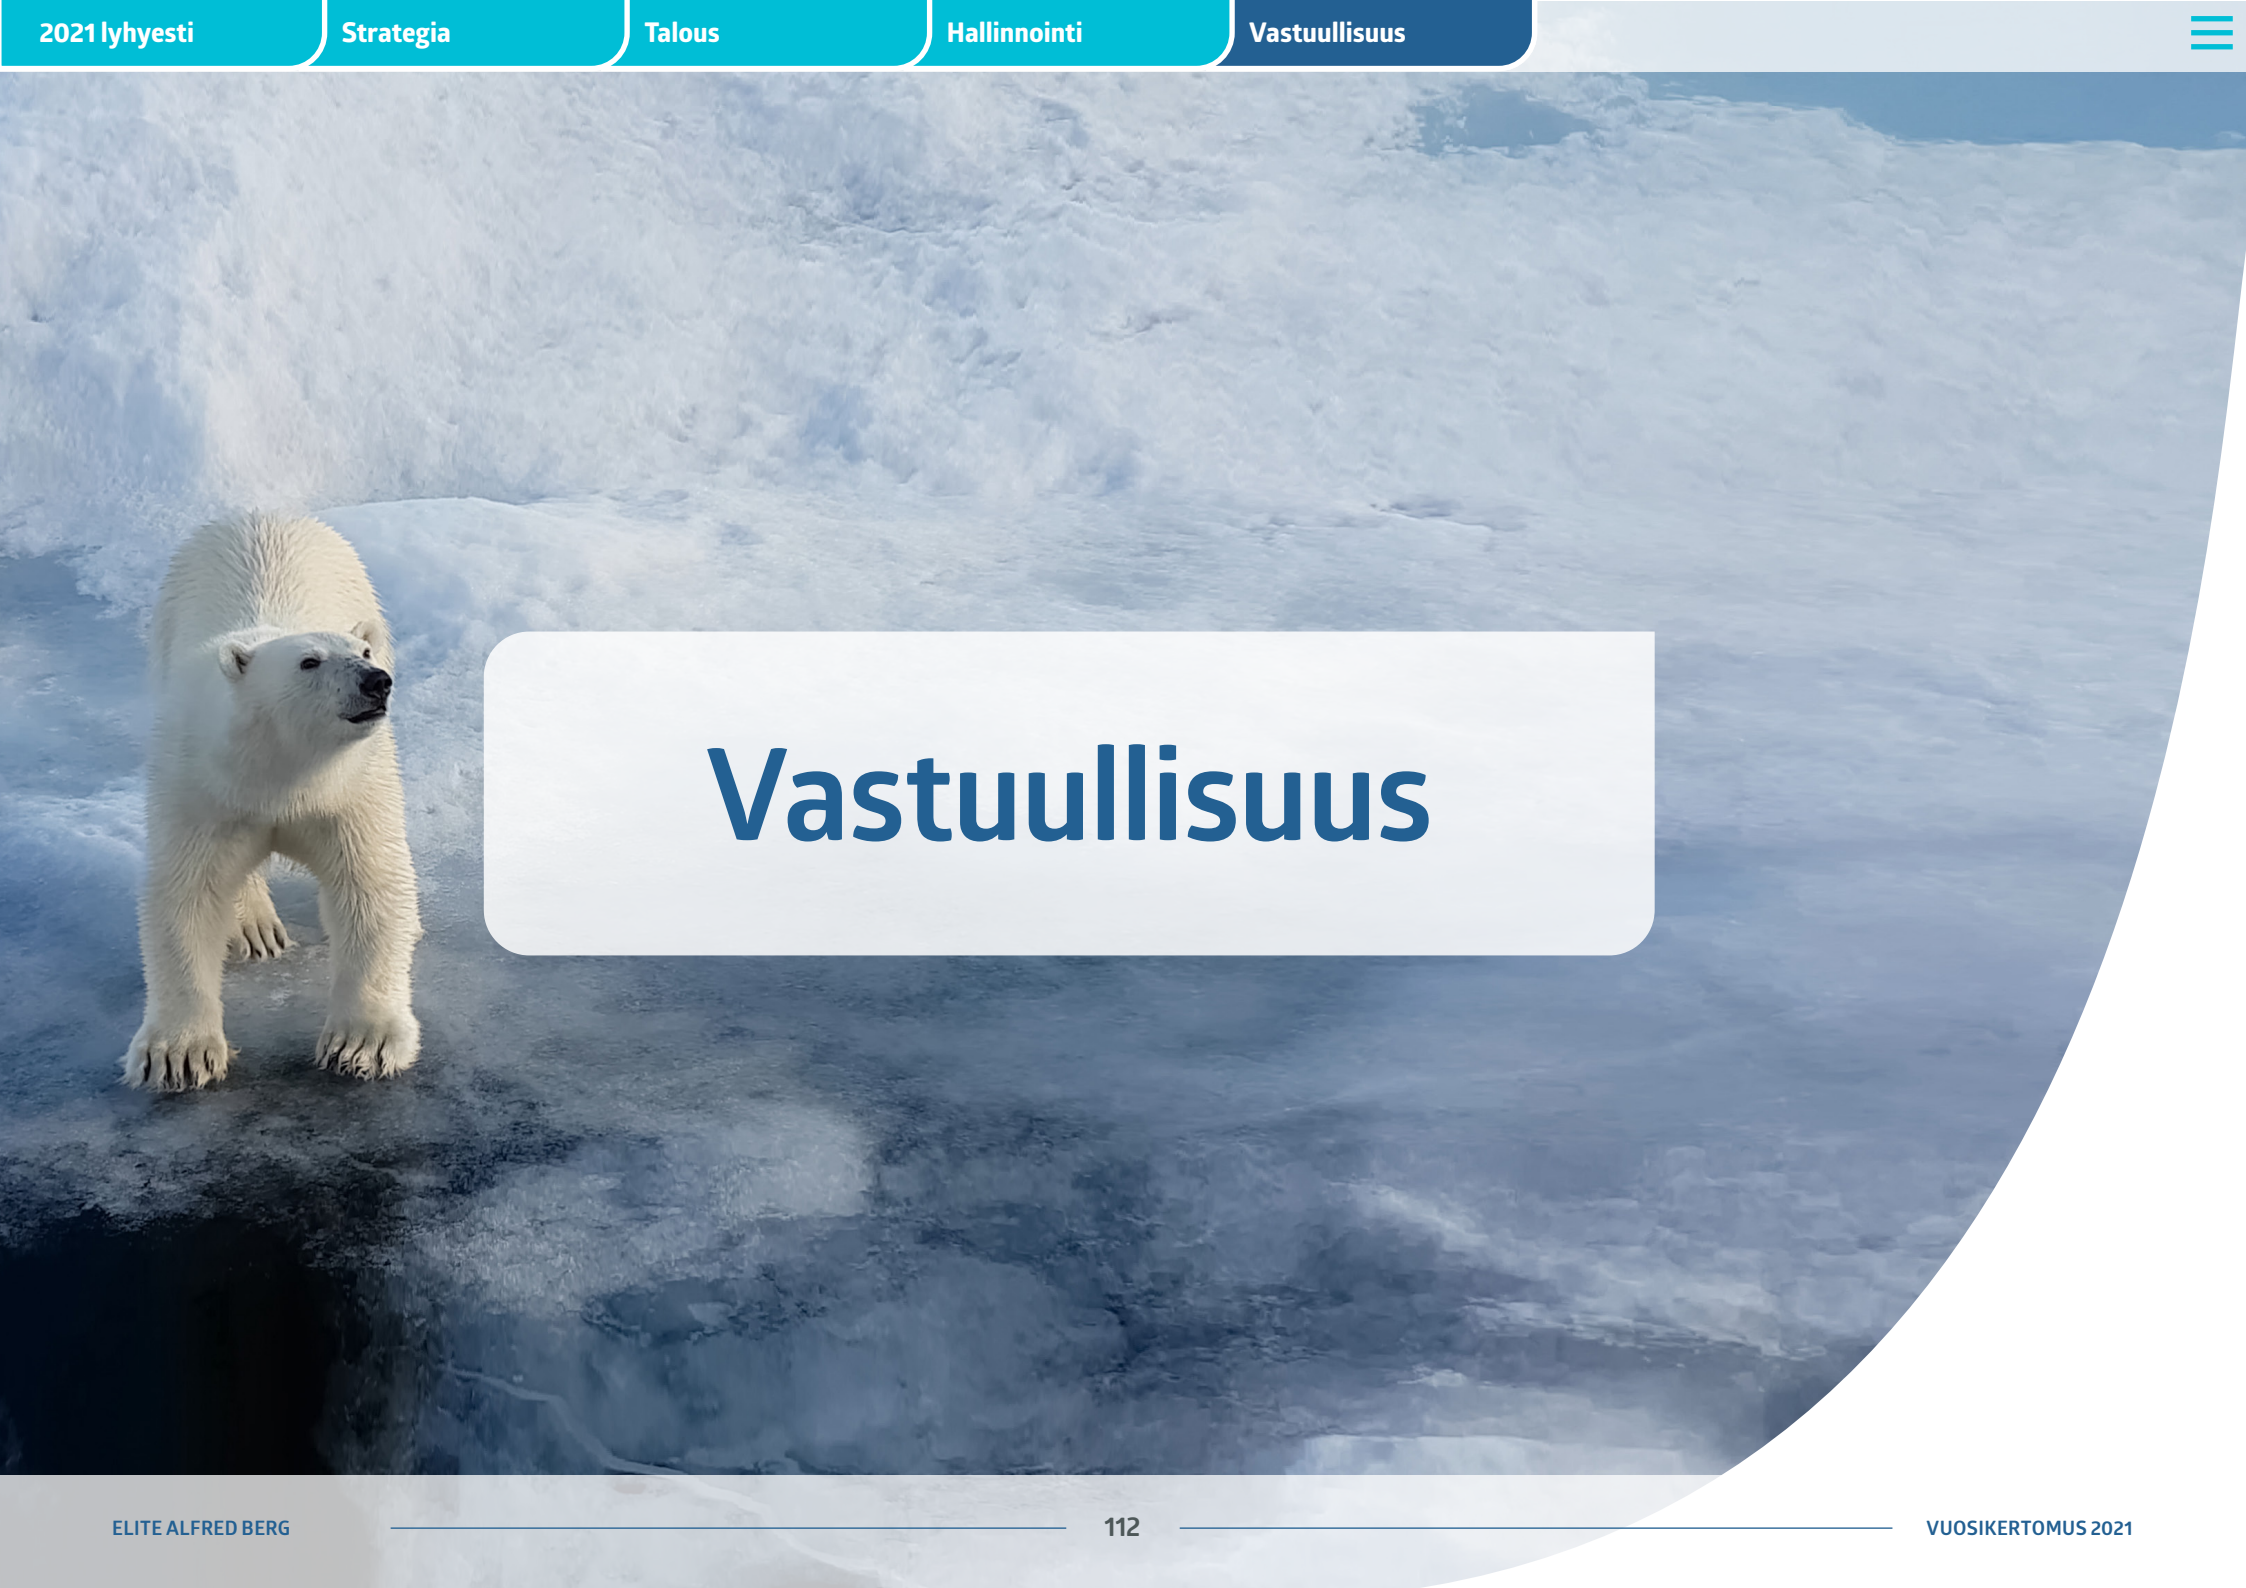 2021 lyhyesti
Strategia
Talous
Hallinnointi
Vastuullisuus
Vastuullisuus
ELITE ALFRED BERG
112
VUOSIKERTOMUS 2021